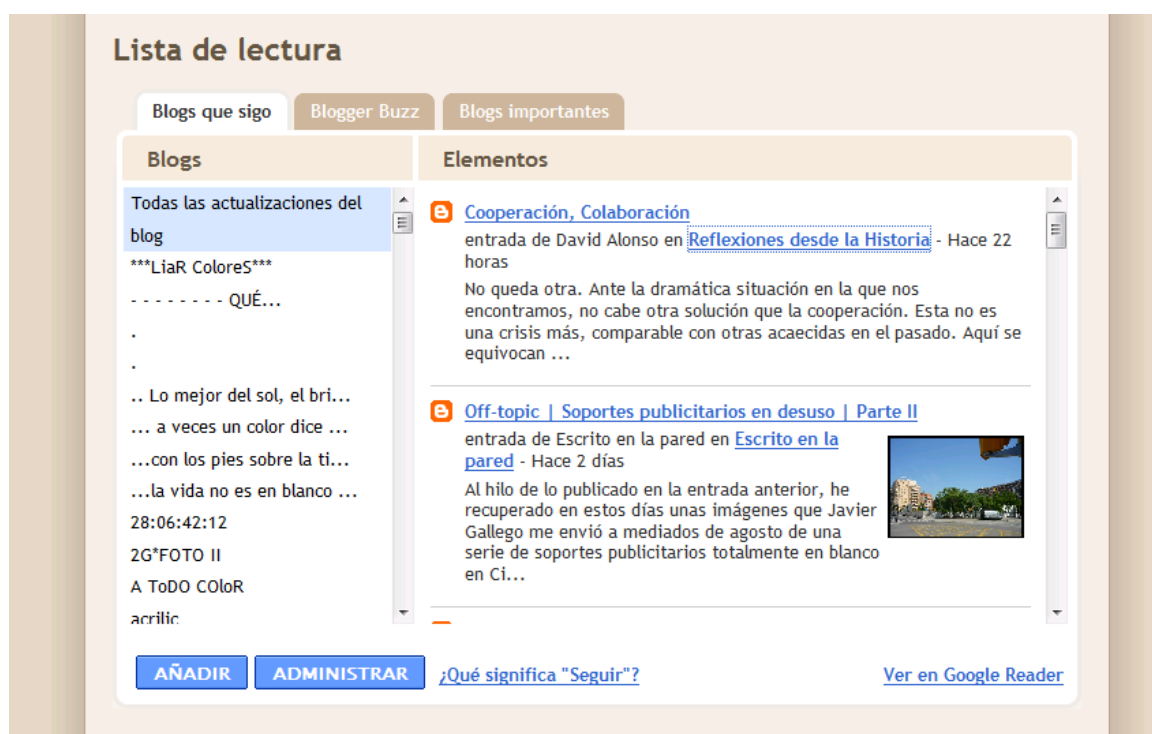 Lista de lectura
Blogs que sigo
Blogger Buzz
Blogs importantes
Blogs
Todas las actualizaciones del
blog
***LiaR ColoreS***
- - - - - - - - QUÉ...
.
.
.. Lo mejor del sol, el bri...
... a veces un color dice ...
...con los pies sobre la ti...
...la vida no es en blanco ...
28:06:42:12
2G*FOTO II
A ToDO COloR
acrilic
Elementos
Cooperación, Colaboración
entrada de David Alonso en Reflexiones desde la Historia - Hace 22
horas
No queda otra. Ante la dramática situación en la que nos
encontramos, no cabe otra solución que la cooperación. Esta no es
una crisis más, comparable con otras acaecidas en el pasado. Aquí se
equivocan ...
Off-topic | Soportes publicitarios en desuso | Parte II
entrada de Escrito en la pared en Escrito en la
pared - Hace 2 días
Al hilo de lo publicado en la entrada anterior, he
recuperado en estos días unas imágenes que Javier
Gallego me envió a mediados de agosto de una
serie de soportes publicitarios totalmente en blanco
en Ci...
AÑADIR
ADMINISTRAR
¿Qué significa "Seguir"?
Ver en Google Reader